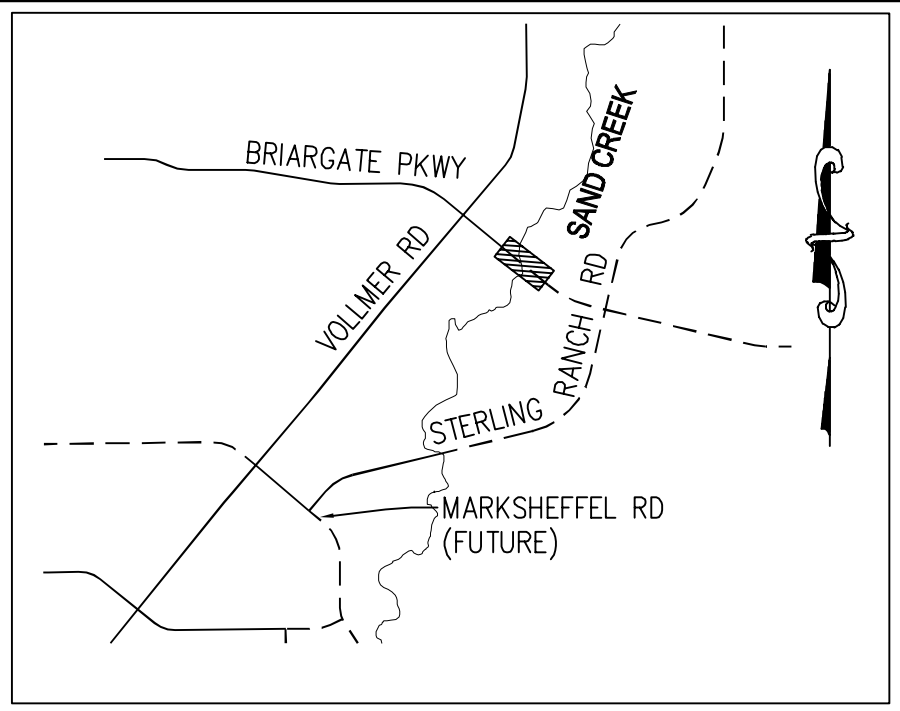 BRIARGATE PKWY
SAND CREEK
VOLLMER RD
STERLING RANCH RD
MARKSHEFFEL RD
(FUTURE)